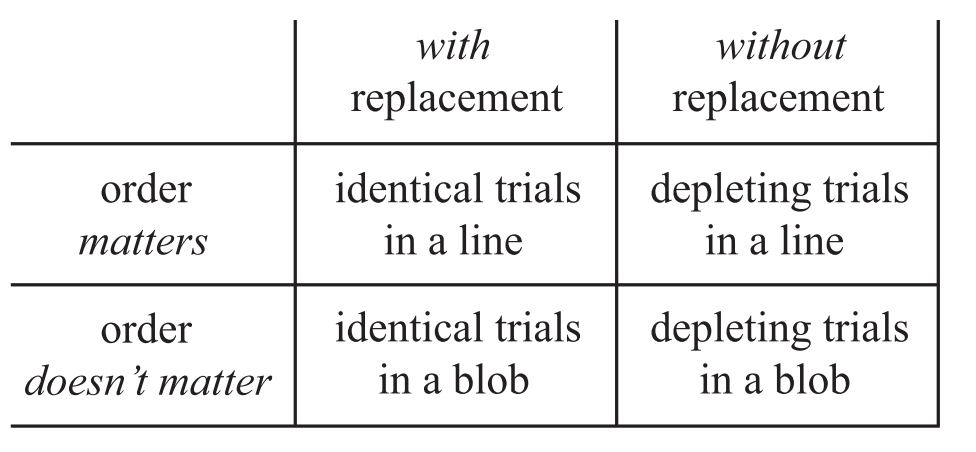 with
replacement
without
replacement
order
matters
identical trials
in a line
depleting trials
in a line
order
doesn't matter
identical trials
in a blob
depleting trials
in a blob